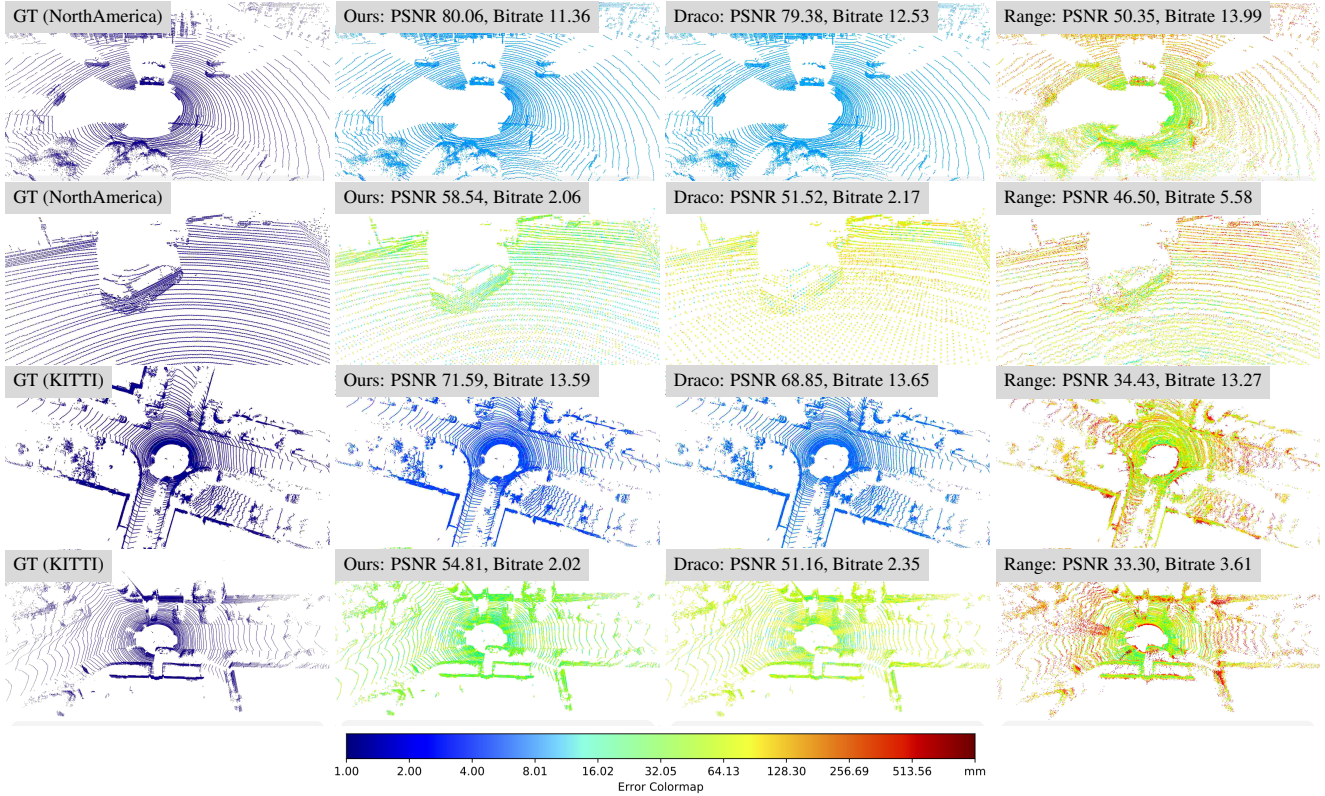 GT (NorthAmerica)
Ours: PSNR 80.06, Bitrate 11.36
Draco: PSNR 79.38, Bitrate 12.53
Range: PSNR 50.35, Bitrate 13.99
GT (NorthAmerica)
Ours: PSNR 58.54, Bitrate 2.06
Draco: PSNR 51.52, Bitrate 2.17
Range: PSNR 46.50, Bitrate 5.58
GT (KITTI)
Ours: PSNR 71.59, Bitrate 13.59
Draco: PSNR 68.85, Bitrate 13.65
Range: PSNR 34.43, Bitrate 13.27
GT (KITTI)
Ours: PSNR 54.81, Bitrate 2.02
Draco: PSNR 51.16, Bitrate 2.35
Range: PSNR 33.30, Bitrate 3.61
1.00 2.00 4.00 8.01 16.02 32.05 64.13 128.30 256.69 513.56 mm
Error Colormap